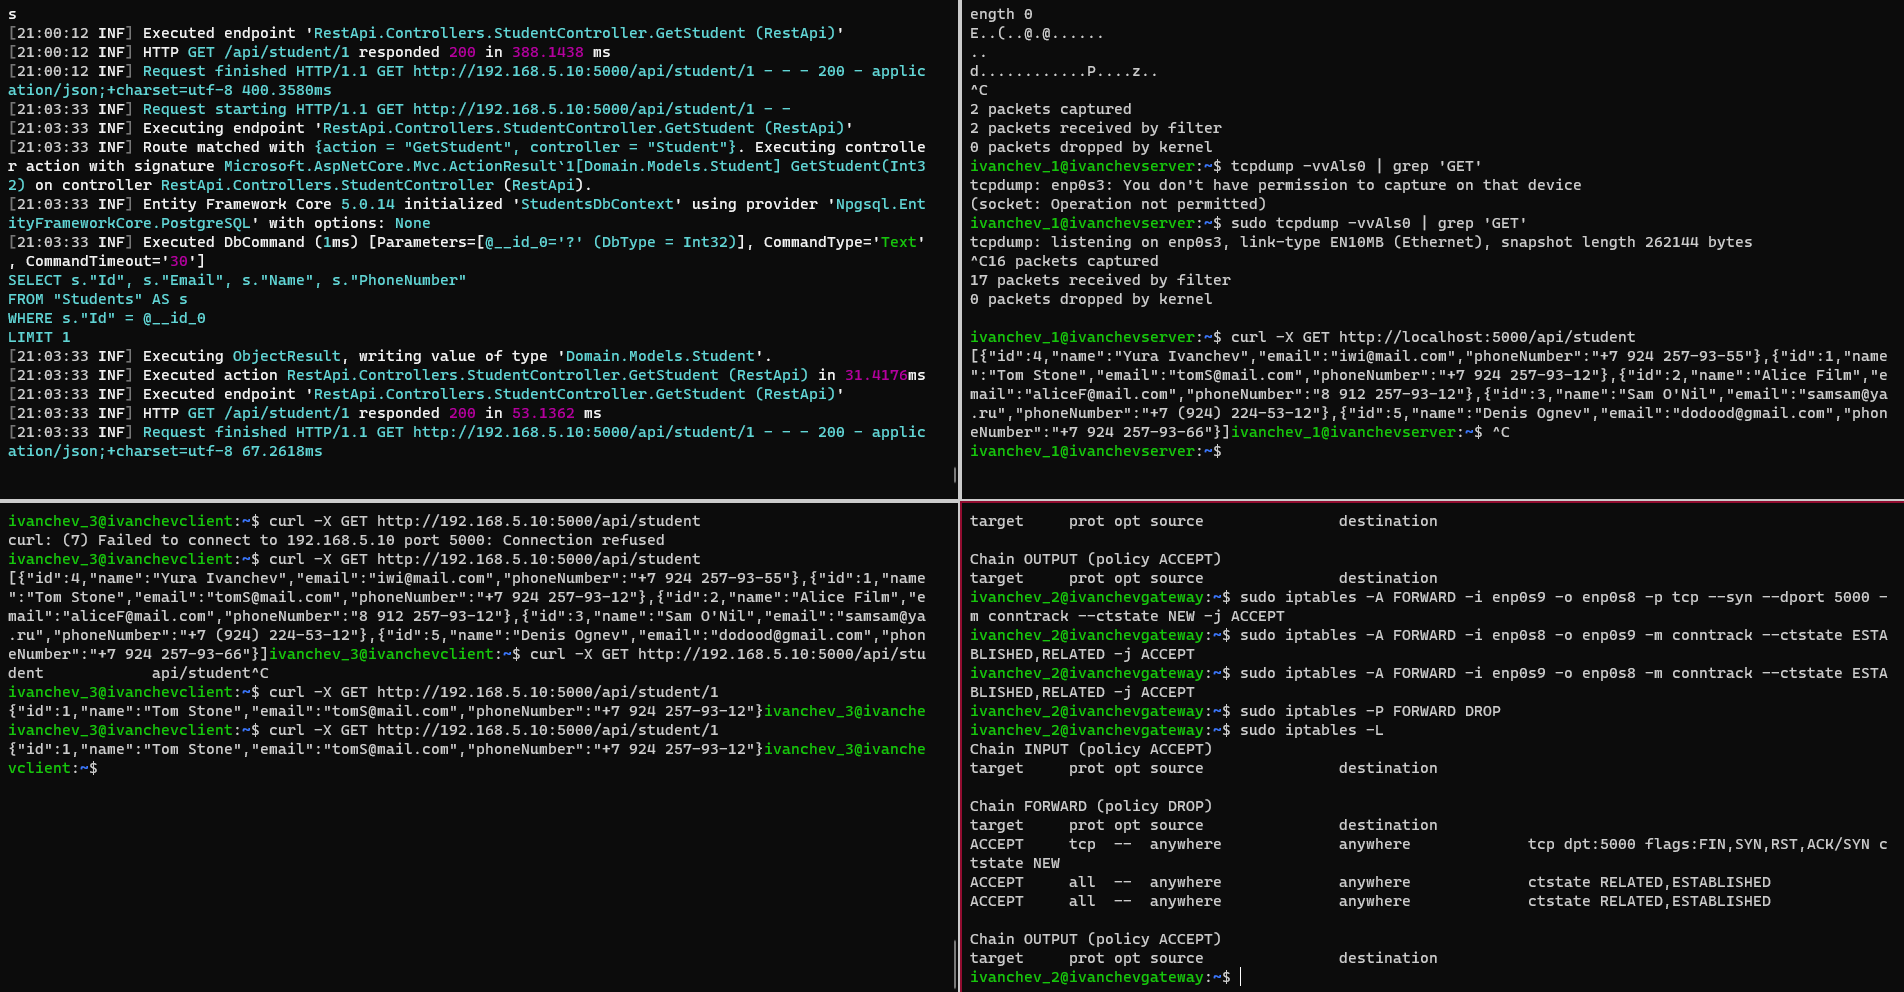 s
[21:00:12 INF] Executed endpoint 'RestApi.Controllers.StudentController.GetStudent (RestApi)'
[21:00:12 INF] HTTP GET /api/student/1 responded 200 in 388.1438 ms
[21:00:12 INF] Request finished HTTP/1.1 GET http://192.168.5.10:5000/api/student/1 - - - 200 - applic
ation/json;+charset=utf-8 400.3580ms
[21:03:33 INF] Request starting HTTP/1.1 GET http://192.168.5.10:5000/api/student/1 - -
[21:03:33 INF] Executing endpoint 'RestApi.Controllers.StudentController.GetStudent (RestApi)'
[21:03:33 INF] Route matched with {action = "GetStudent", controller = "Student"}. Executing controlle
r action with signature Microsoft.AspNetCore.Mvc.ActionResult`1[Domain.Models.Student] GetStudent(Int3
2) on controller RestApi.Controllers.StudentController (RestApi).
[21:03:33 INF] Entity Framework Core 5.0.14 initialized 'StudentsDbContext' using provider 'Npgsql.Ent
ityFrameworkCore.PostgreSQL' with options: None
[21:03:33 INF] Executed DbCommand (1ms) [Parameters=[@__id_0='?' (DbType = Int32)], CommandType='Text'
, CommandTimeout='30']
SELECT s."Id", s."Email", s."Name", s."PhoneNumber"
FROM "Students" AS s
WHERE s."Id" = @__id_0
LIMIT 1
[21:03:33 INF] Executing ObjectResult, writing value of type 'Domain.Models.Student'.
[21:03:33 INF] Executed action RestApi.Controllers.StudentController.GetStudent (RestApi) in 31.4176ms
[21:03:33 INF] Executed endpoint 'RestApi.Controllers.StudentController.GetStudent (RestApi)'
[21:03:33 INF] HTTP GET /api/student/1 responded 200 in 53.1362 ms
[21:03:33 INF] Request finished HTTP/1.1 GET http://192.168.5.10:5000/api/student/1 - - - 200 - applic
ation/json;+charset=utf-8 67.2618ms
ength 0
E..(..@.@......
..
d............P....z..
^C
2 packets captured
2 packets received by filter
0 packets dropped by kernel
ivanchev_1@ivanchevserver:~$ tcpdump -vvAls0 | grep 'GET'
tcpdump: enp0s3: You don't have permission to capture on that device
(socket: Operation not permitted)
ivanchev_1@ivanchevserver:~$ sudo tcpdump -vvAls0 | grep 'GET'
tcpdump: listening on enp0s3, link-type EN10MB (Ethernet), snapshot length 262144 bytes
^C16 packets captured
17 packets received by filter
0 packets dropped by kernel
ivanchev_1@ivanchevserver:~$ curl -X GET http://localhost:5000/api/student
[{"id":4,"name":"Yura Ivanchev","email":"iwi@mail.com","phoneNumber":"+7 924 257-93-55"},{"id":1,"name
":"Tom Stone","email":"tomS@mail.com","phoneNumber":"+7 924 257-93-12"},{"id":2,"name":"Alice Film","e
mail":"aliceF@mail.com","phoneNumber":"8 912 257-93-12"},{"id":3,"name":"Sam O'Nil","email":"samsam@ya
.ru","phoneNumber":"+7 (924) 224-53-12"},{"id":5,"name":"Denis Ognev","email":"dodood@gmail.com","phon
eNumber":"+7 924 257-93-66"}]ivanchev_1@ivanchevserver:~$ ^C
ivanchev_1@ivanchevserver:~$
ivanchev_3@ivanchevclient:~$ curl -X GET http://192.168.5.10:5000/api/student
curl: (7) Failed to connect to 192.168.5.10 port 5000: Connection refused
ivanchev_3@ivanchevclient:~$ curl -X GET http://192.168.5.10:5000/api/student
[{"id":4,"name":"Yura Ivanchev","email":"iwi@mail.com","phoneNumber":"+7 924 257-93-55"},{"id":1,"name
":"Tom Stone","email":"tomS@mail.com","phoneNumber":"+7 924 257-93-12"},{"id":2,"name":"Alice Film","e
mail":"aliceF@mail.com","phoneNumber":"8 912 257-93-12"},{"id":3,"name":"Sam O'Nil","email":"samsam@ya
.ru","phoneNumber":"+7 (924) 224-53-12"},{"id":5,"name":"Denis Ognev","email":"dodood@gmail.com","phon
eNumber":"+7 924 257-93-66"}]ivanchev_3@ivanchevclient:~$ curl -X GET http://192.168.5.10:5000/api/stu
dent            api/student^C
ivanchev_3@ivanchevclient:~$ curl -X GET http://192.168.5.10:5000/api/student/1
{"id":1,"name":"Tom Stone","email":"tomS@mail.com","phoneNumber":"+7 924 257-93-12"}ivanchev_3@ivanche
ivanchev_3@ivanchevclient:~$ curl -X GET http://192.168.5.10:5000/api/student/1
{"id":1,"name":"Tom Stone","email":"tomS@mail.com","phoneNumber":"+7 924 257-93-12"}ivanchev_3@ivanche
vclient:~$
target     prot opt source               destination
Chain OUTPUT (policy ACCEPT)
target     prot opt source               destination
ivanchev_2@ivanchevgateway:~$ sudo iptables -A FORWARD -i enp0s9 -o enp0s8 -p tcp --syn --dport 5000 -
m conntrack --ctstate NEW -j ACCEPT
ivanchev_2@ivanchevgateway:~$ sudo iptables -A FORWARD -i enp0s8 -o enp0s9 -m conntrack --ctstate ESTA
BLISHED,RELATED -j ACCEPT
ivanchev_2@ivanchevgateway:~$ sudo iptables -A FORWARD -i enp0s9 -o enp0s8 -m conntrack --ctstate ESTA
BLISHED,RELATED -j ACCEPT
ivanchev_2@ivanchevgateway:~$ sudo iptables -P FORWARD DROP
ivanchev_2@ivanchevgateway:~$ sudo iptables -L
Chain INPUT (policy ACCEPT)
target     prot opt source               destination
Chain FORWARD (policy DROP)
target     prot opt source               destination
ACCEPT     tcp  --  anywhere             anywhere             tcp dpt:5000 flags:FIN,SYN,RST,ACK/SYN c
tstate NEW
ACCEPT     all  --  anywhere             anywhere             ctstate RELATED,ESTABLISHED
ACCEPT     all  --  anywhere             anywhere             ctstate RELATED,ESTABLISHED
Chain OUTPUT (policy ACCEPT)
target     prot opt source               destination
ivanchev_2@ivanchevgateway:~$